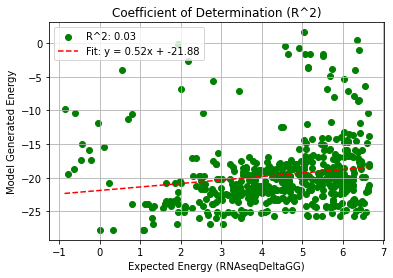 Coefficient of Determination (R^2)
R^2: 0.03
Fit: y = 0.52x + -21.88
Model Generated Energy
0
−5
−10
−15
−20
−25
−1 0 1 2 3 4 5 6 7
Expected Energy (RNAseqDeltaGG)